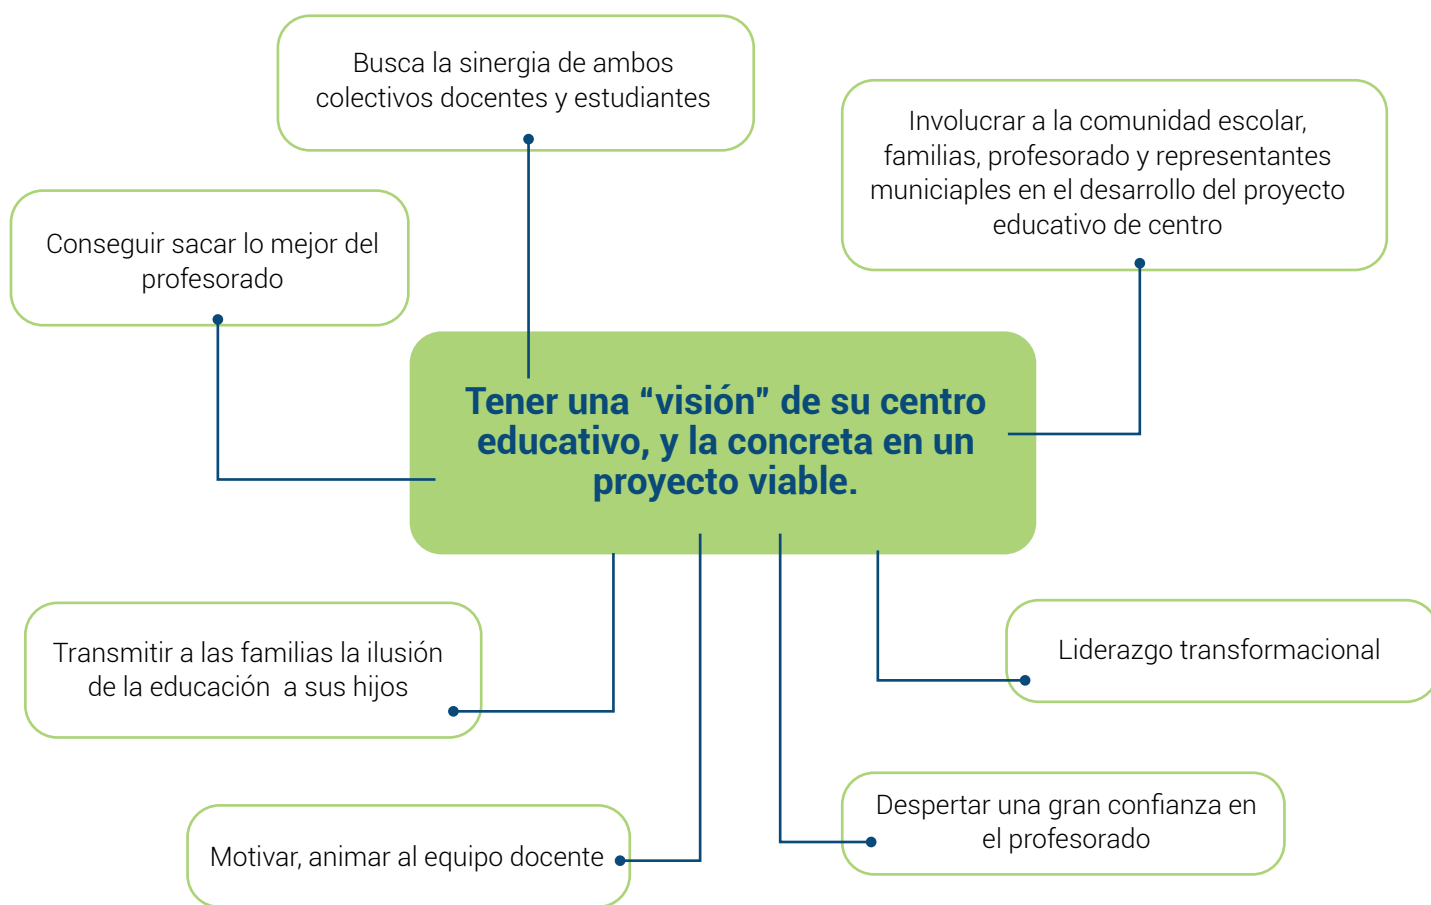 Busca la sinergia de ambos
colectivos docentes y estudiantes
Involucrar a la comunidad escolar,
familias, profesorado y representantes
municiaples en el desarrollo del proyecto
educativo de centro
Conseguir sacar lo mejor del
profesorado
Tener una “visión” de su centro
educativo, y la concreta en un
proyecto viable.
Transmitir a las familias la ilusión
de la educación a sus hijos
Liderazgo transformacional
Motivar, animar al equipo docente
Despertar una gran confianza en
el profesorado